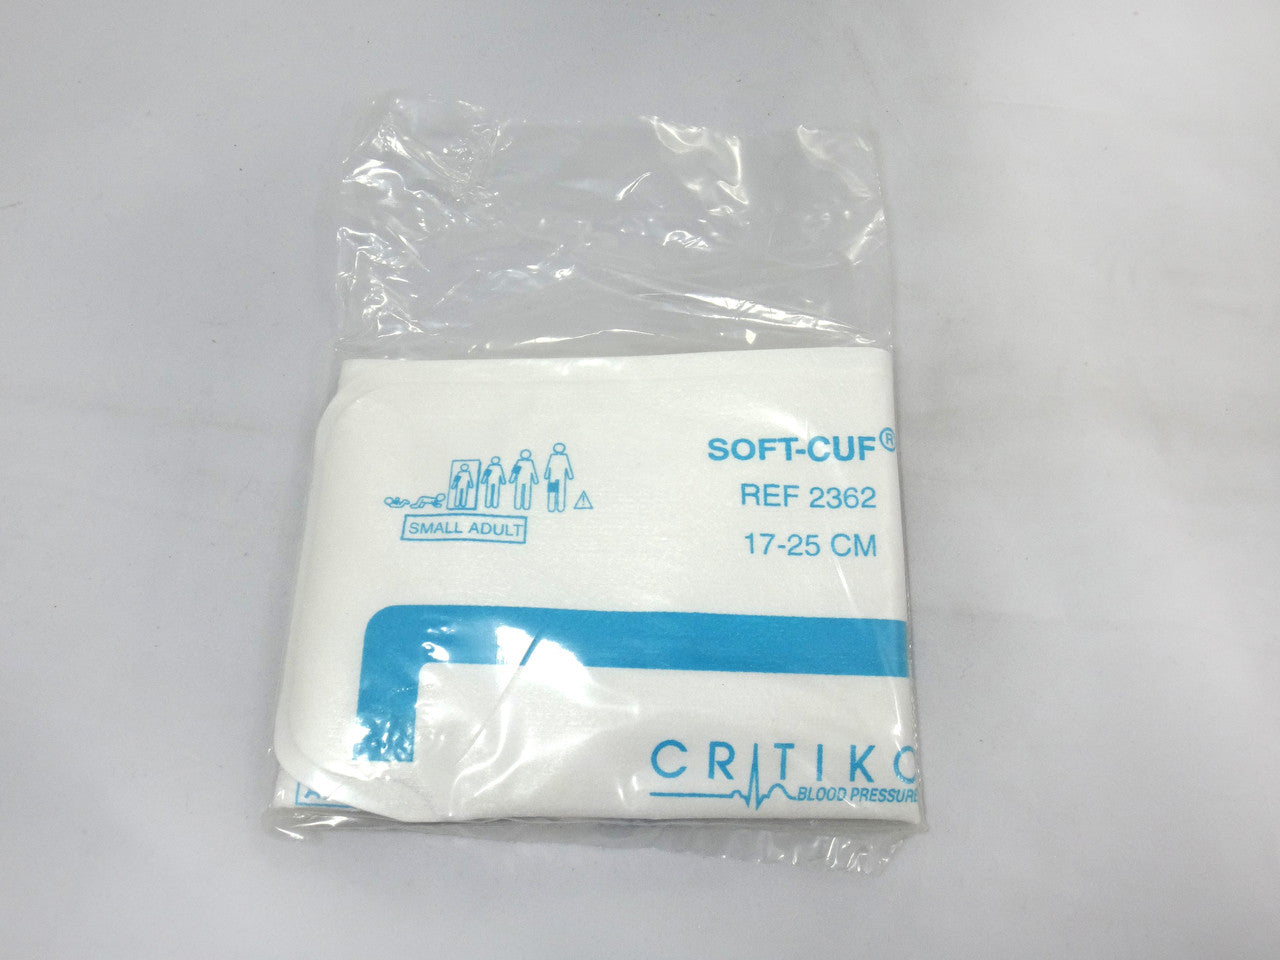 SOFT-CUF®
REF 2362
17-25 CM
SMALL ADULT
CRITIKO
BLOOD PRESSURE